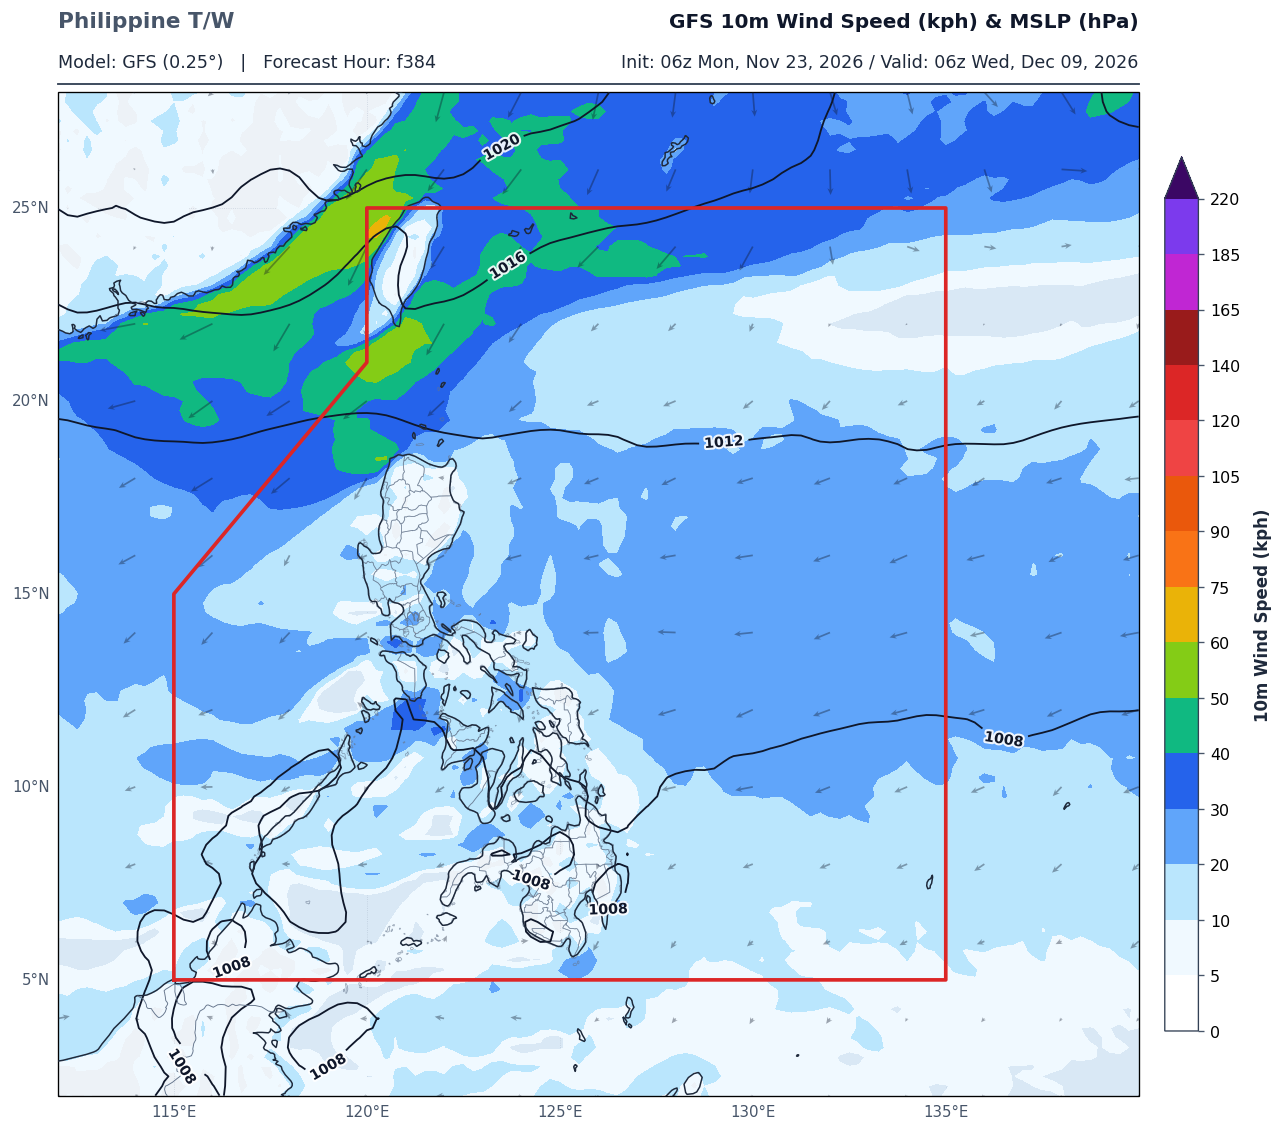 Philippine T/W
GFS 10m Wind Speed (kph) & MSLP (hPa)
Model: GFS (0.25°) | Forecast Hour: f384
Init: 06z Mon, Nov 23, 2026 / Valid: 06z Wed, Dec 09, 2026
1020
1016
1012
1008
1008
1008
1008
1008
1008
25°N
20°N
15°N
10°N
5°N
115°E
120°E
125°E
130°E
135°E
220
185
165
140
120
105
90
75
60
50
40
30
20
10
5
0
10m Wind Speed (kph)